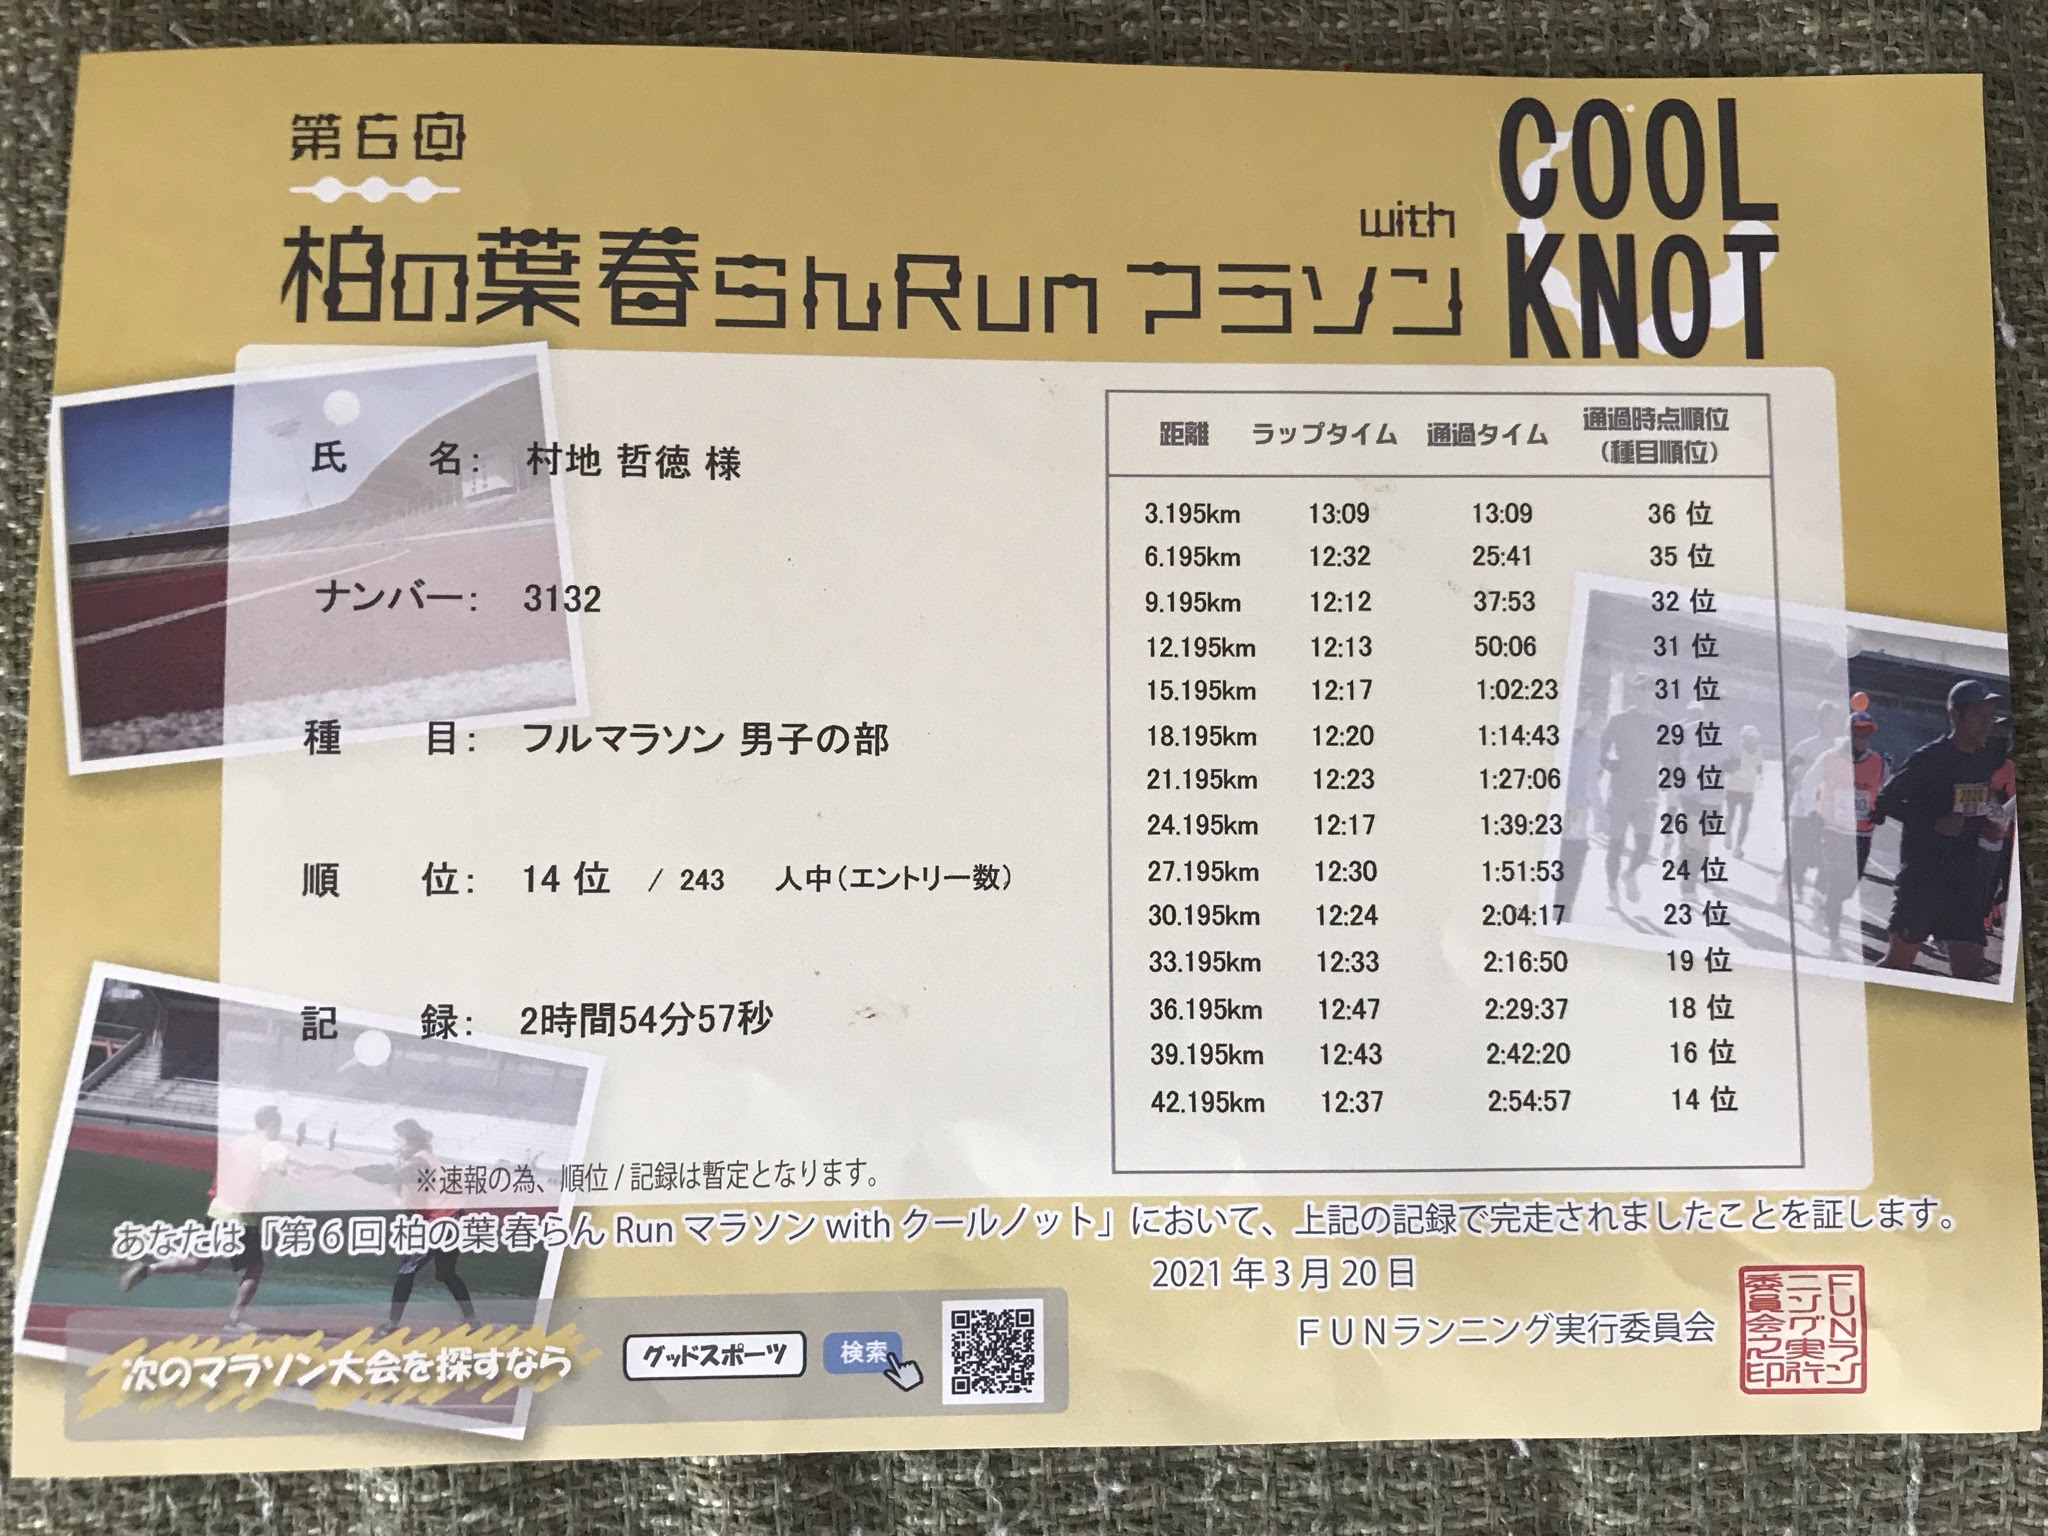 第6回
柏の葉春らんRunマラソン with COOL KNOT
氏 名： 村地 哲徳 様
ナンバー： 3132
種 目： フルマラソン 男子の部
順 位： 14 位 / 243 人中（エントリー数）
記 録： 2時間54分57秒
距離 ラップタイム 通過タイム 通過時点順位（種目順位）
3.195km 13:09 13:09 36 位
6.195km 12:32 25:41 35 位
9.195km 12:12 37:53 32 位
12.195km 12:13 50:06 31 位
15.195km 12:17 1:02:23 31 位
18.195km 12:20 1:14:43 29 位
21.195km 12:23 1:27:06 29 位
24.195km 12:17 1:39:23 26 位
27.195km 12:30 1:51:53 24 位
30.195km 12:24 2:04:17 23 位
33.195km 12:33 2:16:50 19 位
36.195km 12:47 2:29:37 18 位
39.195km 12:43 2:42:20 16 位
42.195km 12:37 2:54:57 14 位
※速報の為、順位 / 記録は暫定となります。
あなたは「第6回 柏の葉 春らん Run マラソン with クールノット」において、上記の記録で完走されましたことを証します。
2021 年 3 月 20 日
ＦＵＮランニング実行委員会
ＦＵＮランニング実行委員会之印
次のマラソン大会を探すなら
グッドスポーツ 検索